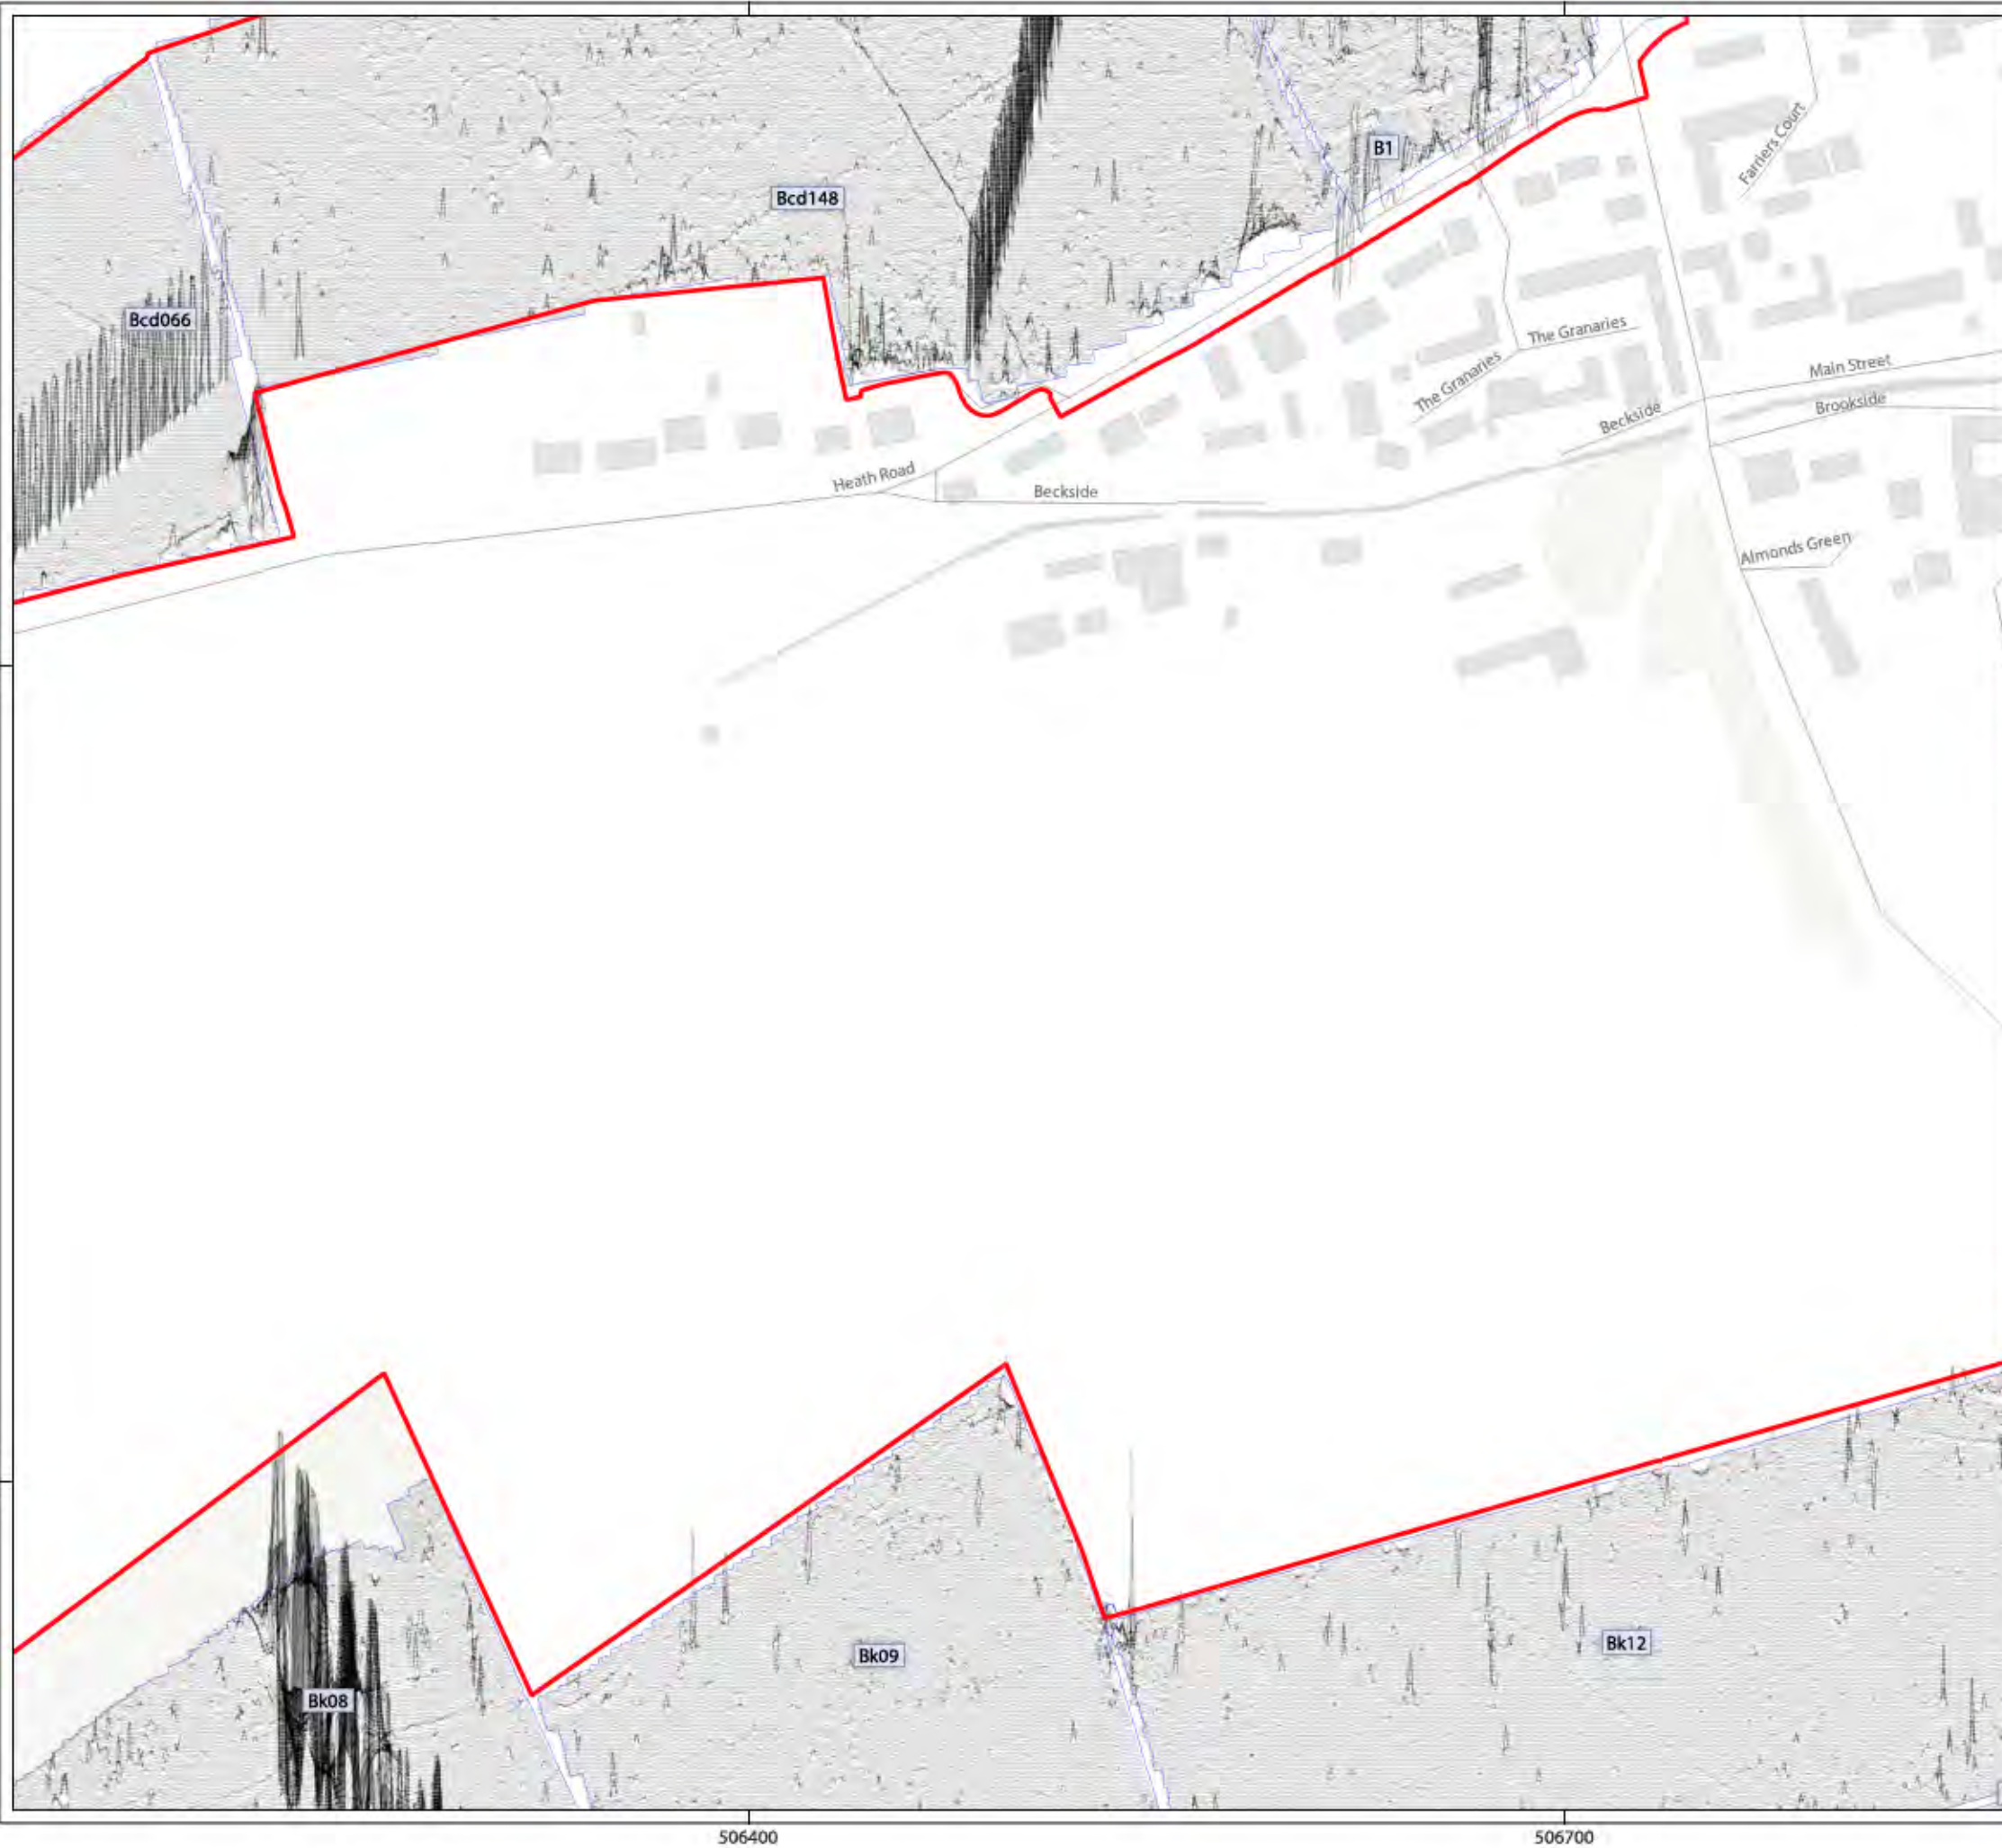 Farriers Court
B1
Bcd148
Bcd066
The Granaries
The Granaries
Main Street
Brookside
Beckside
Heath Road
Beckside
Almonds Green
Bk12
Bk09
Bk08
506400
506700